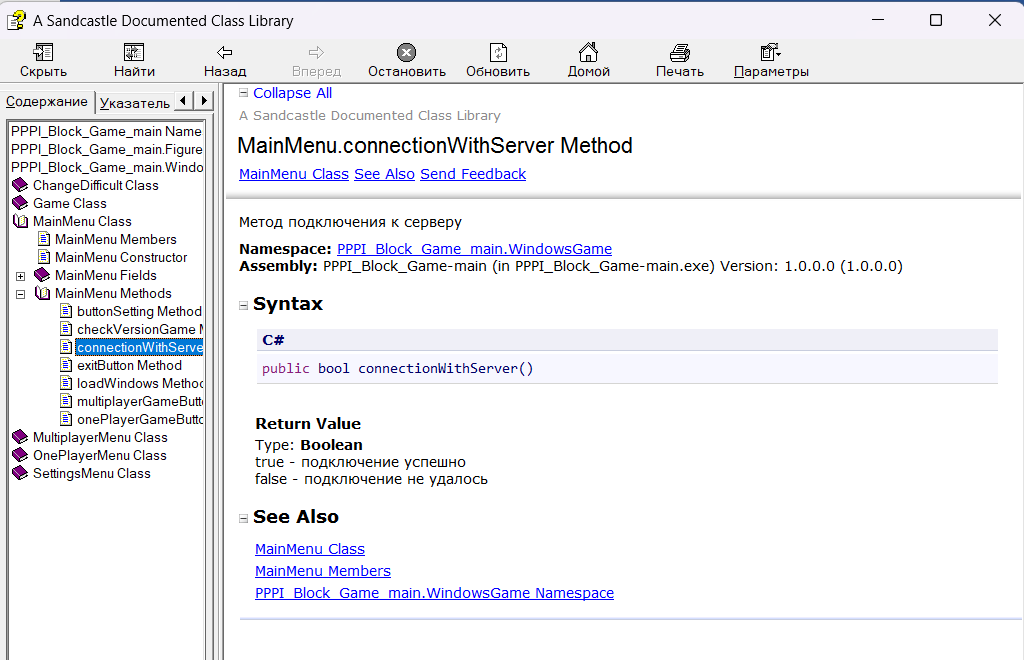 A Sandcastle Documented Class Library
Скрыть Найти Назад Вперед Остановить Обновить Домой Печать Параметры
Содержание Указатель
PPPI_Block_Game_main Name
PPPI_Block_Game_main.Figure
PPPI_Block_Game_main.Windo
ChangeDifficult Class
Game Class
MainMenu Class
MainMenu Members
MainMenu Constructor
MainMenu Fields
MainMenu Methods
buttonSetting Method
checkVersionGame M
connectionWithServe
exitButton Method
loadWindows Method
multiplayerGameButto
onePlayerGameButto
MultiplayerMenu Class
OnePlayerMenu Class
SettingsMenu Class
Collapse All
A Sandcastle Documented Class Library
MainMenu.connectionWithServer Method
MainMenu Class See Also Send Feedback
Метод подключения к серверу
Namespace: PPPI_Block_Game_main.WindowsGame
Assembly: PPPI_Block_Game-main (in PPPI_Block_Game-main.exe) Version: 1.0.0.0 (1.0.0.0)
Syntax
C#
public bool connectionWithServer()
Return Value
Type: Boolean
true - подключение успешно
false - подключение не удалось
See Also
MainMenu Class
MainMenu Members
PPPI_Block_Game_main.WindowsGame Namespace